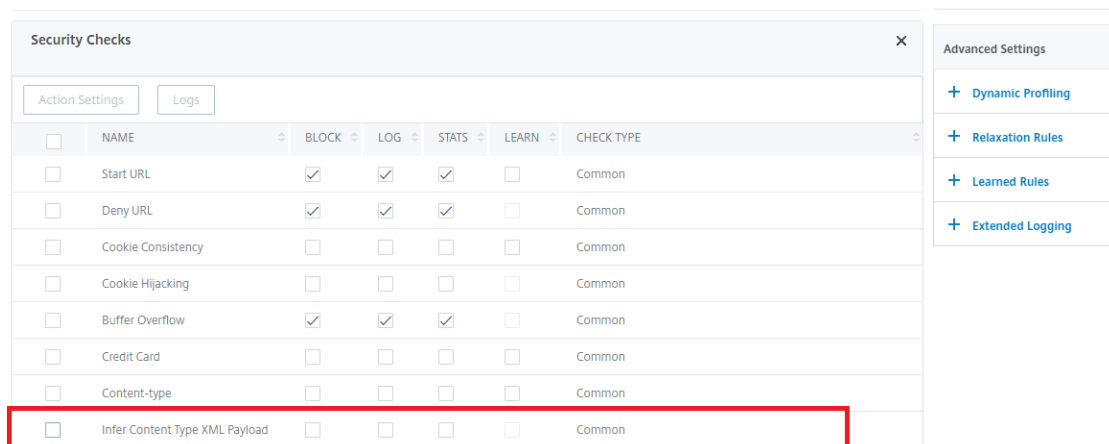 Security Checks
Action Settings Logs
NAME BLOCK LOG STATS LEARN CHECK TYPE
Start URL Common
Deny URL Common
Cookie Consistency Common
Cookie Hijacking Common
Buffer Overflow Common
Credit Card Common
Content-type Common
Infer Content Type XML Payload Common
Advanced Settings
Dynamic Profiling
Relaxation Rules
Learned Rules
Extended Logging